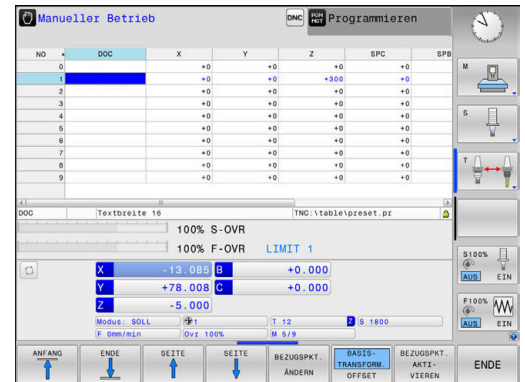 Manueller Betrieb
DNC
PGM MGT
Programmieren
NO DOC X Y Z SPC SPB
0 +0 +0 +0 +0
1 +0 +0 +300 +0
2 +0 +0 +0 +0
3 +0 +0 +0 +0
4 +0 +0 +0 +0
5 +0 +0 +0 +0
6 +0 +0 +0 +0
7 +0 +0 +0 +0
8 +0 +0 +0 +0
9 +0 +0 +0 +0
DOC Textbreite 16 TNC:\table\preset.pr
100% S-OVR
100% F-OVR LIMIT 1
X -13.085 B +0.000
Y +78.008 C +0.000
Z -5.000
Modus: SOLL 1 T 12 Z S 1800
F 0mm/min Ovr 100% M 5/9
M
S
T
S100%
AUS EIN
F100%
AUS EIN
ANFANG
ENDE
SEITE
SEITE
BEZUGSPKT.
ÄNDERN
BASIS-
TRANSFORM.
OFFSET
BEZUGSPKT.
AKTI-
VIEREN
ENDE